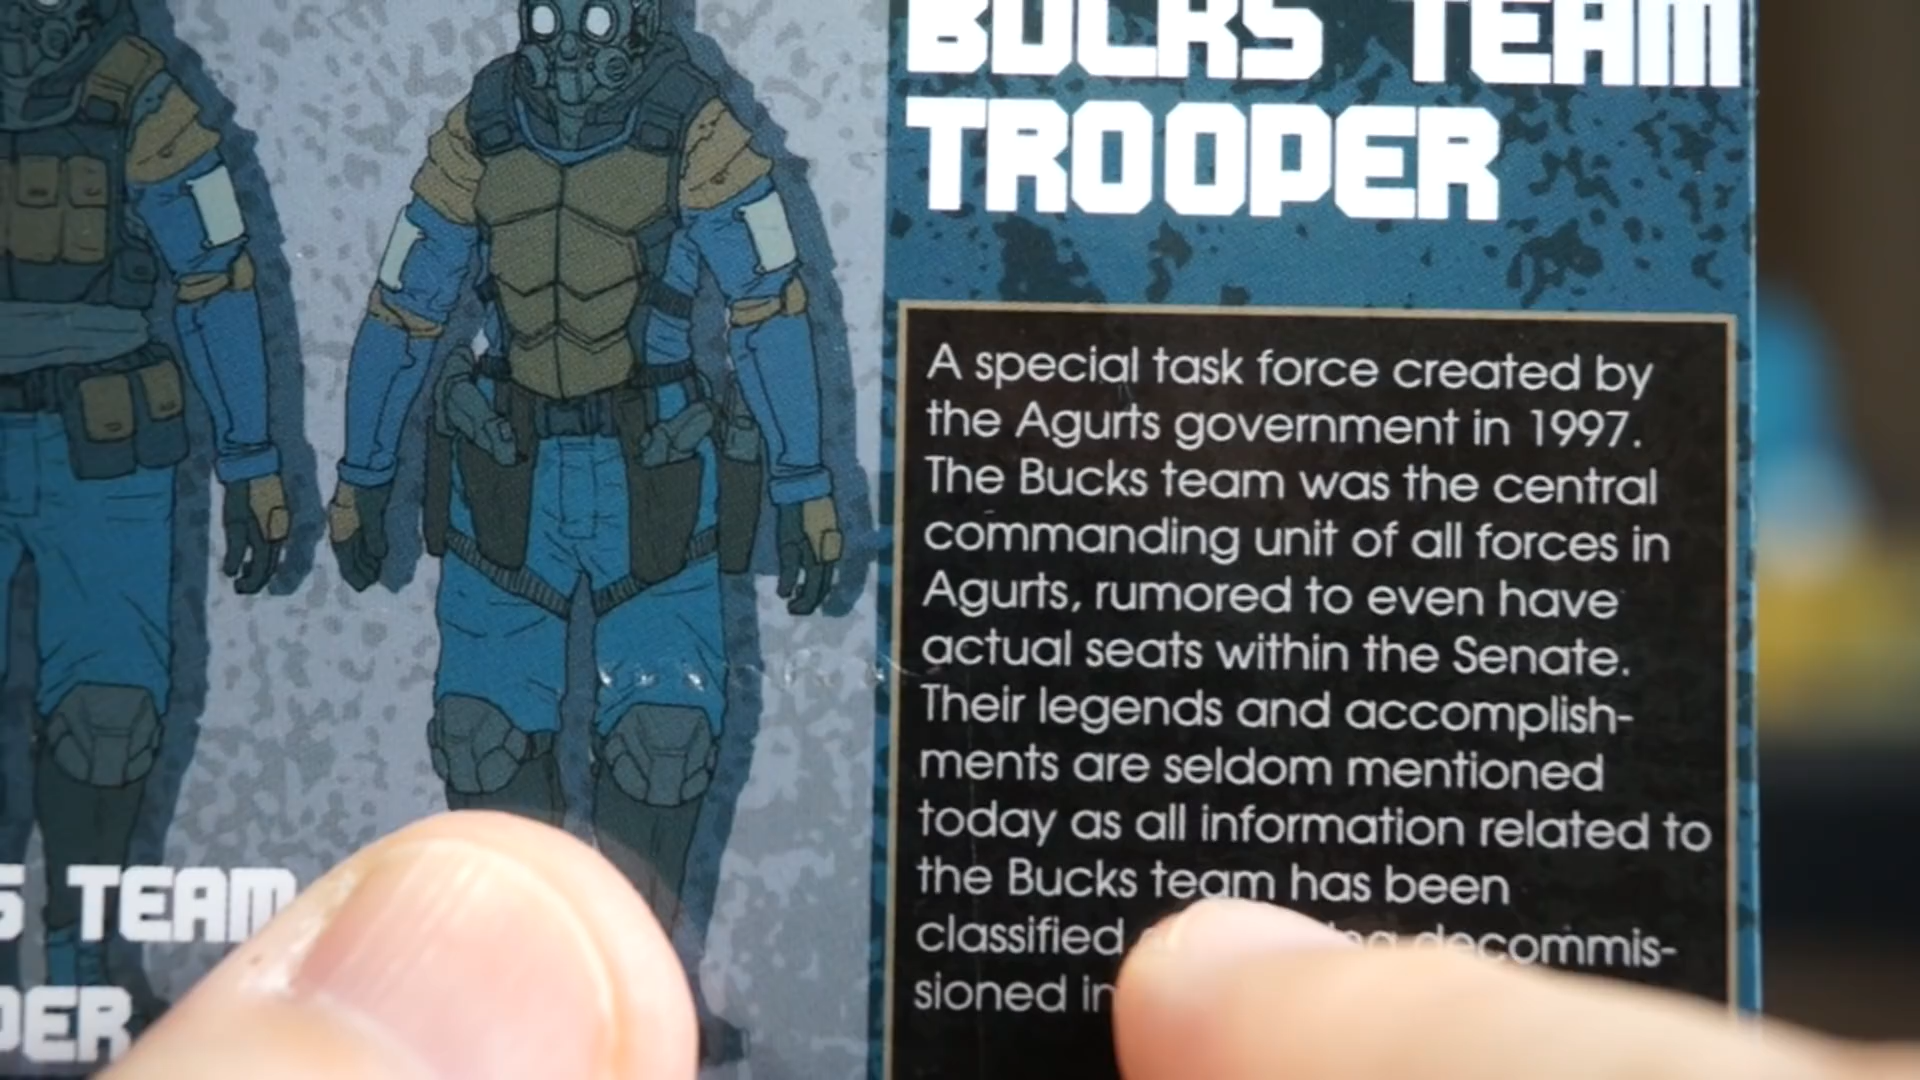 BUCKS TEAM
TROOPER
A special task force created by
the Agurts government in 1997.
The Bucks team was the central
commanding unit of all forces in
Agurts, rumored to even have
actual seats within the Senate.
Their legends and accomplish-
ments are seldom mentioned
today as all information related to
the Bucks team has been
classified decommis-
sioned in
TEAM